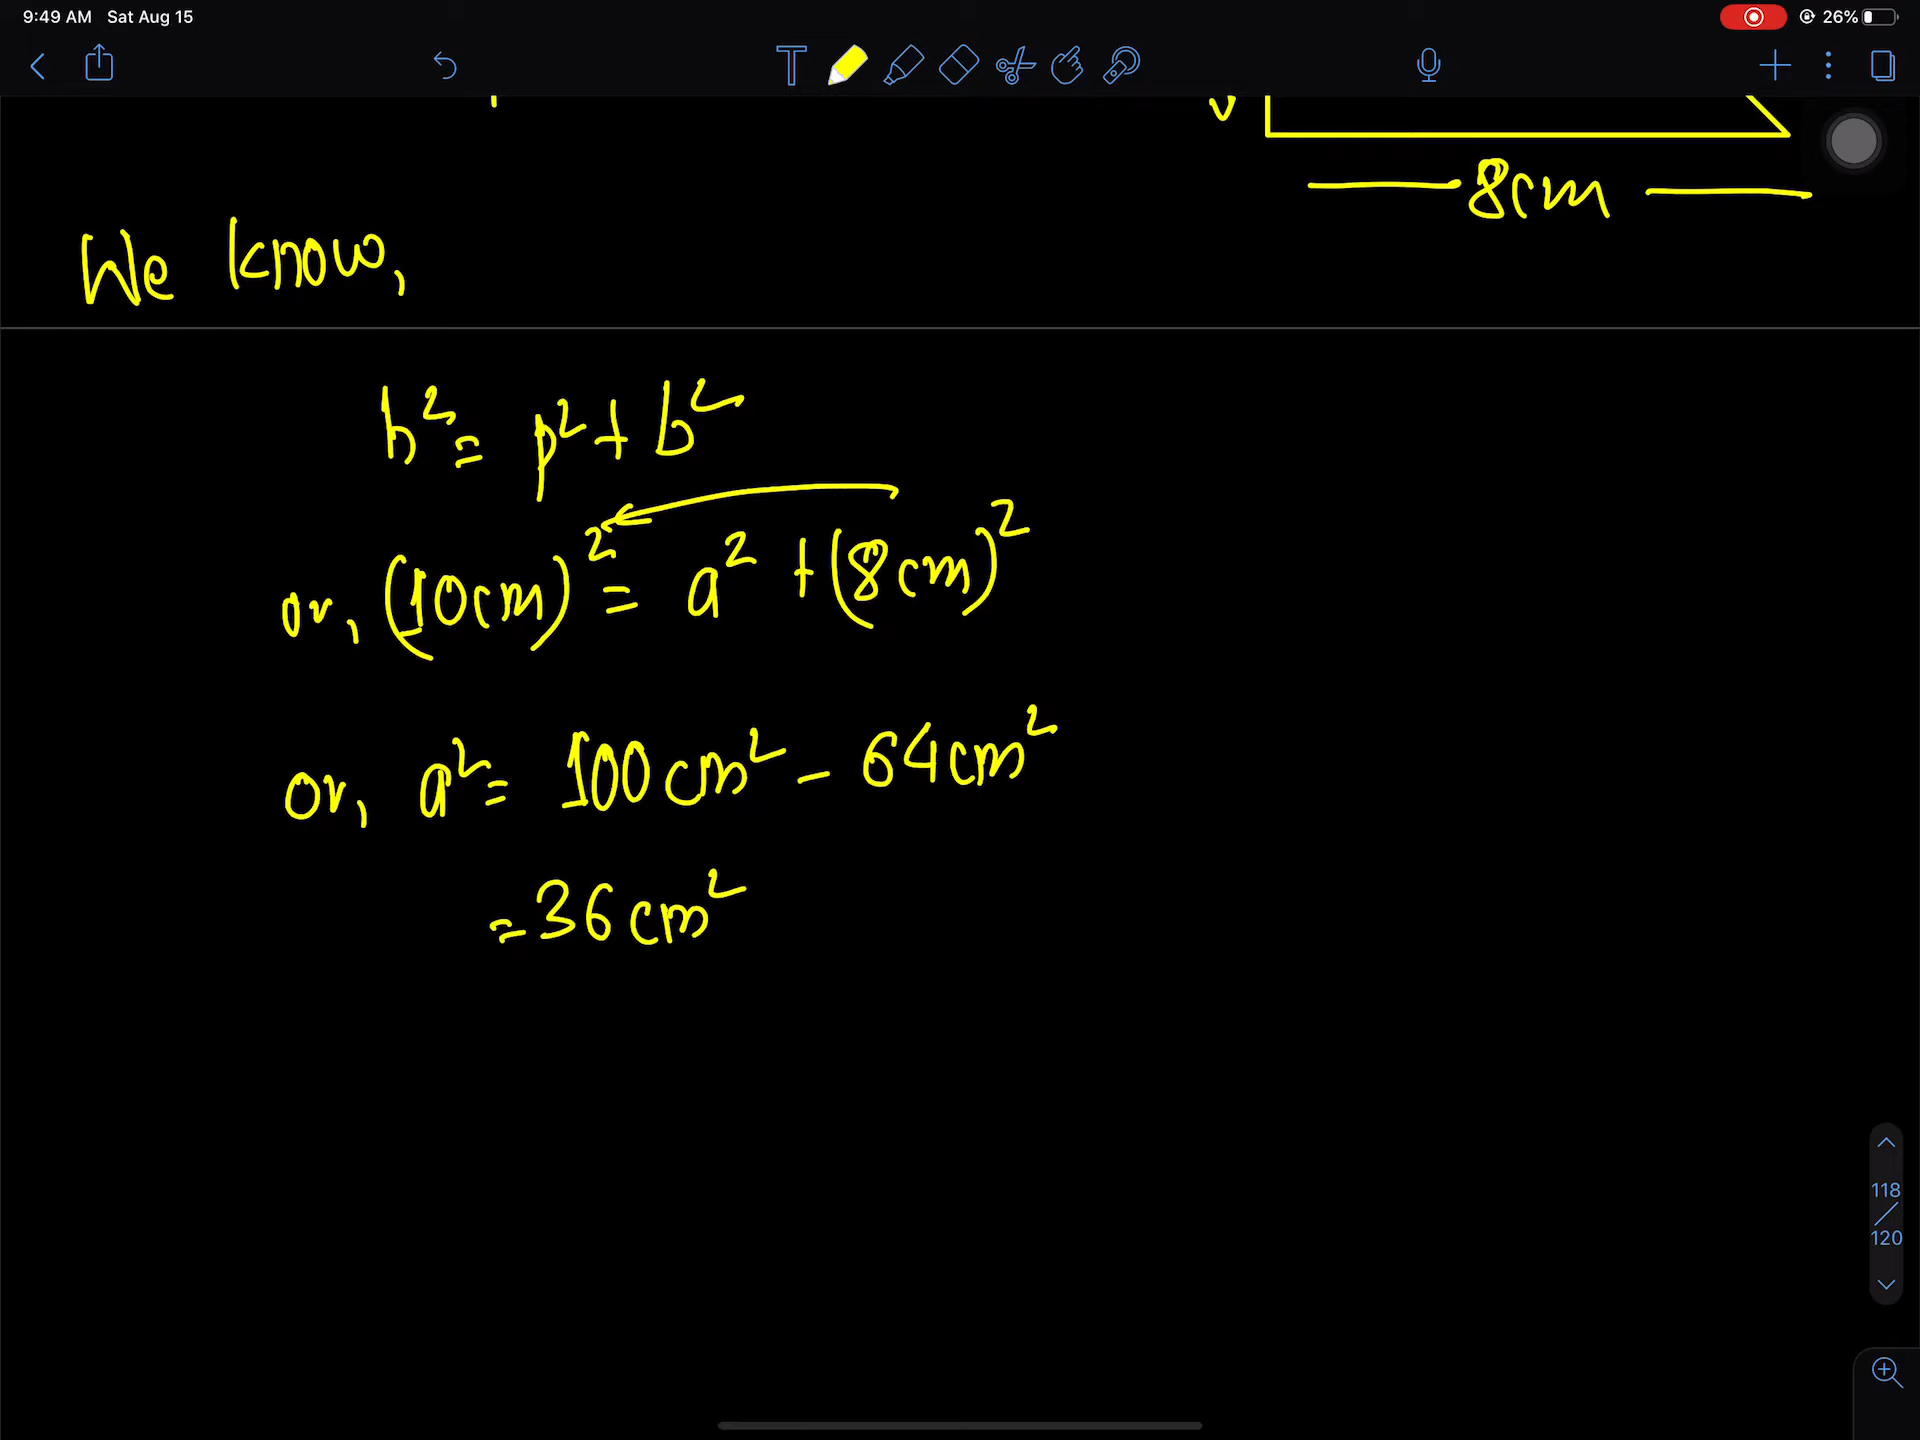 9:49 AM Sat Aug 15
26%
8cm
We know,
h² = p² + b²
or, (10cm)² = a² + (8cm)²
or, a² = 100cm² - 64cm²
= 36cm²
118
/
120